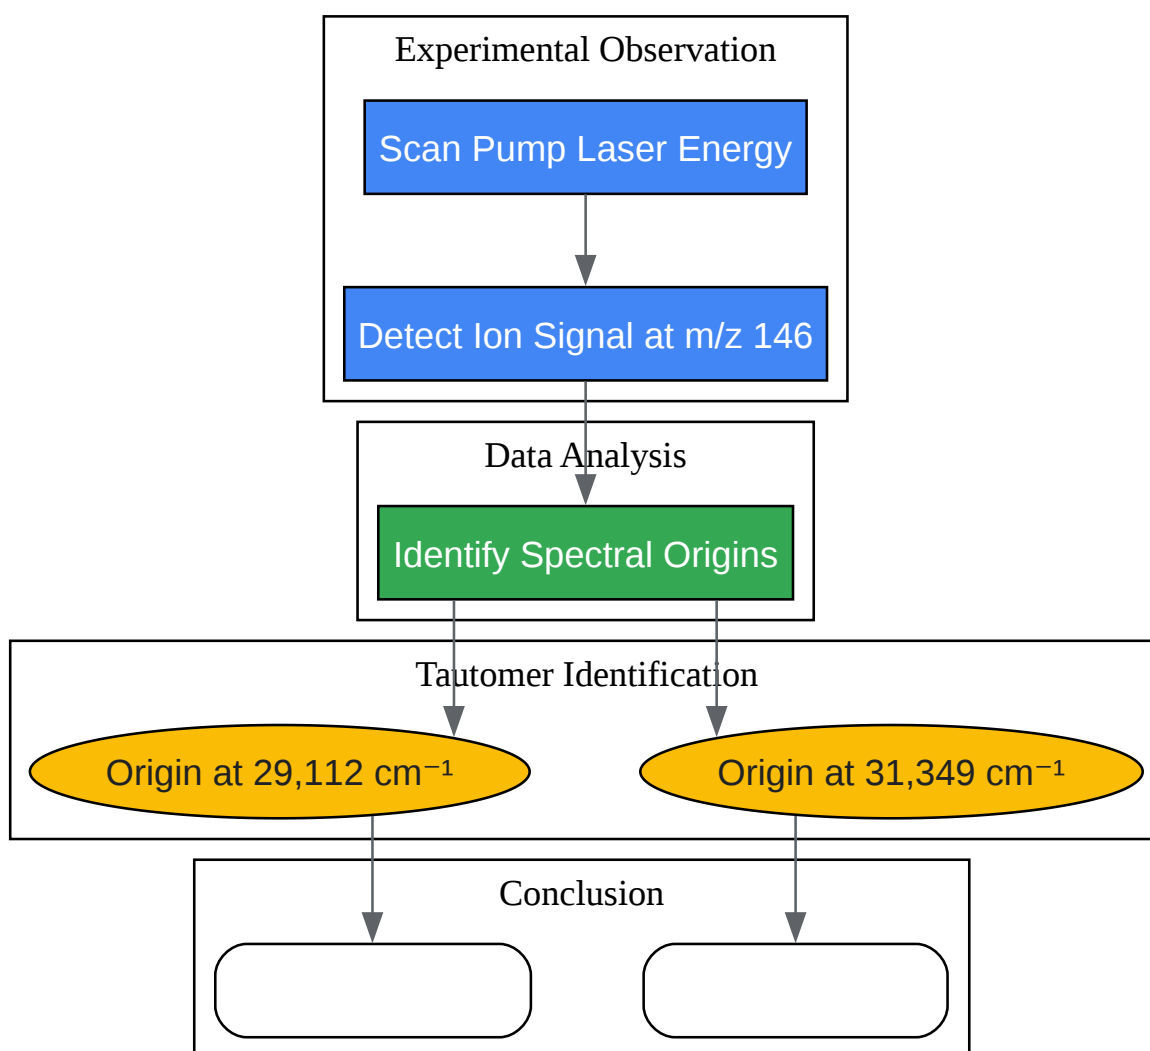 Experimental Observation
Scan Pump Laser Energy
Detect Ion Signal at m/z 146
Data Analysis
Identify Spectral Origins
Tautomer Identification
Origin at 29,112 cm⁻¹
Origin at 31,349 cm⁻¹
Conclusion